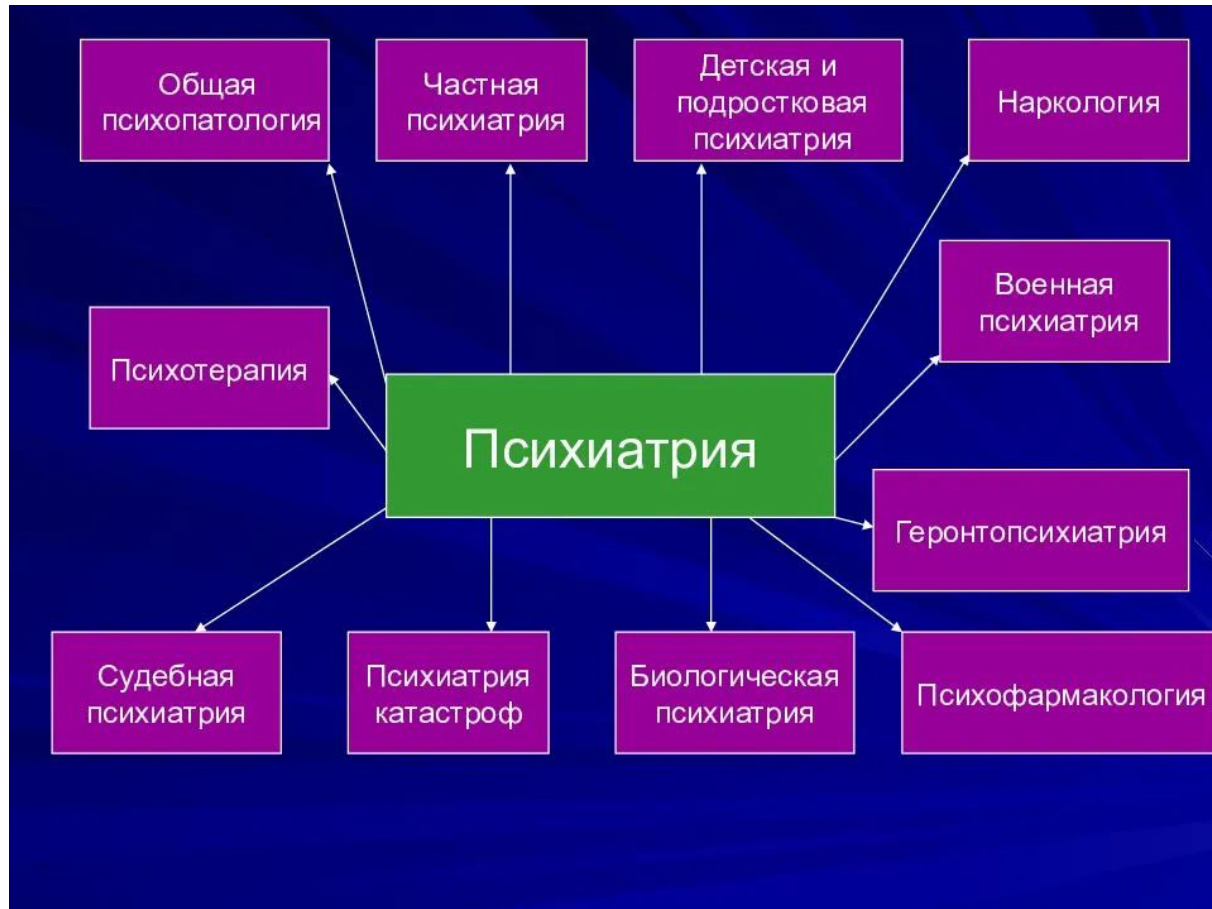 Общая
психопатология
Частная
психиатрия
Детская и
подростковая
психиатрия
Наркология
Военная
психиатрия
Психотерапия
Психиатрия
Геронтопсихиатрия
Судебная
психиатрия
Психиатрия
катастроф
Биологическая
психиатрия
Психофармакология